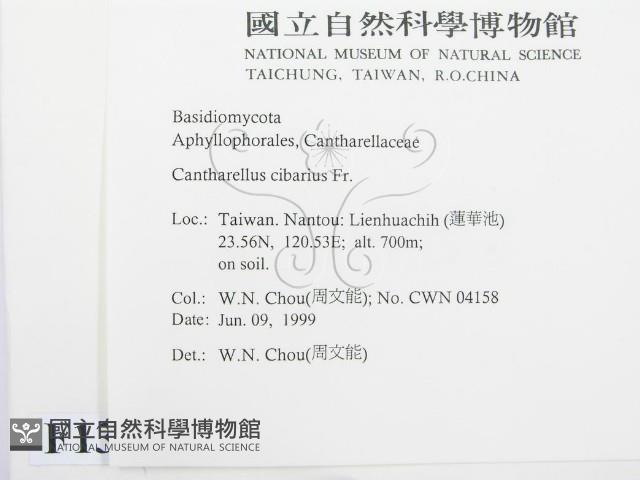 國立自然科學博物館
NATIONAL MUSEUM OF NATURAL SCIENCE
TAICHUNG, TAIWAN, R.O.CHINA
Basidiomycota
Aphyllophorales, Cantharellaceae
Cantharellus cibarius Fr.
Loc.: Taiwan. Nantou: Lienhuachih (蓮華池)
23.56N, 120.53E; alt. 700m;
on soil.
Col.: W.N. Chou(周文能); No. CWN 04158
Date: Jun. 09, 1999
Det.: W.N. Chou(周文能)
國立自然科學博物館
NATIONAL MUSEUM OF NATURAL SCIENCE